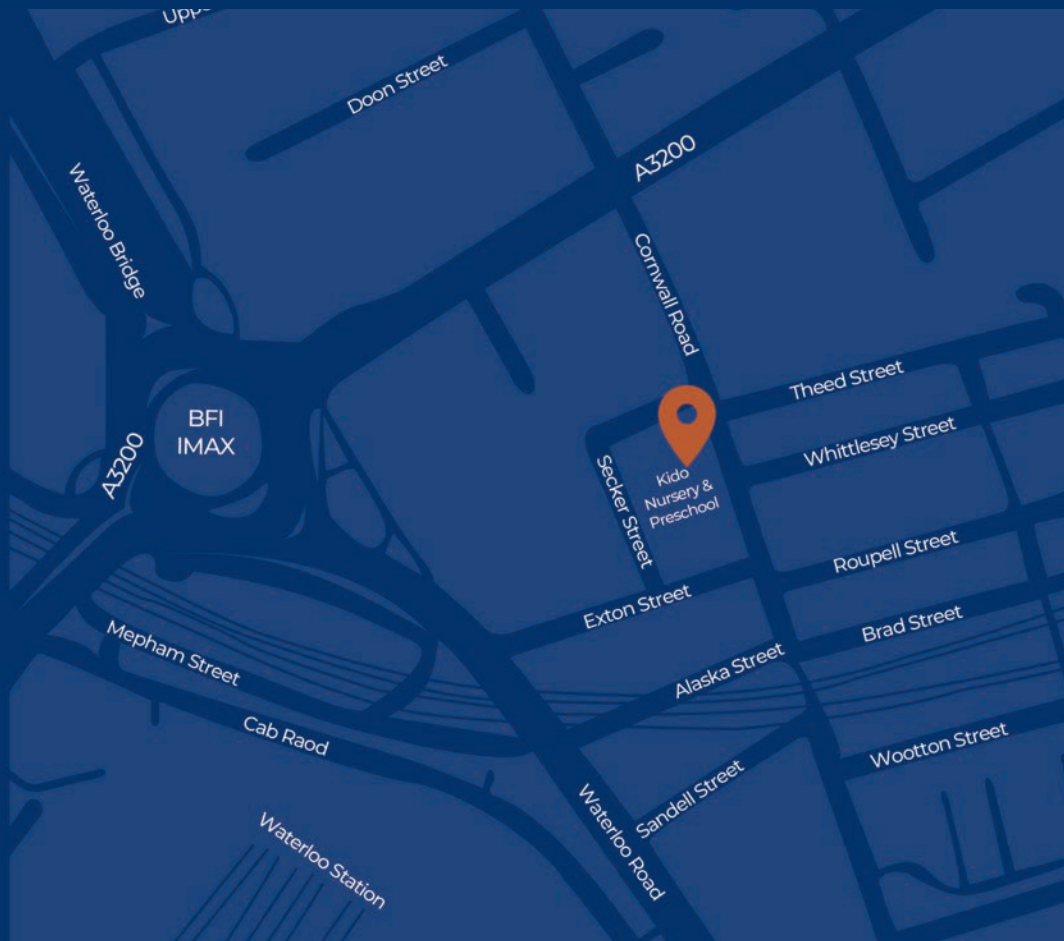 Uppe
Doon Street
A3200
Waterloo Bridge
Cornwall Road
Theed Street
BFI
IMAX
A3200
Whittlesey Street
Secker Street
Kido
Nursery &
Preschool
Roupell Street
Exton Street
Brad Street
Mepham Street
Alaska Street
Cab Raod
Wootton Street
Sandell Street
Waterloo Road
Waterloo Station